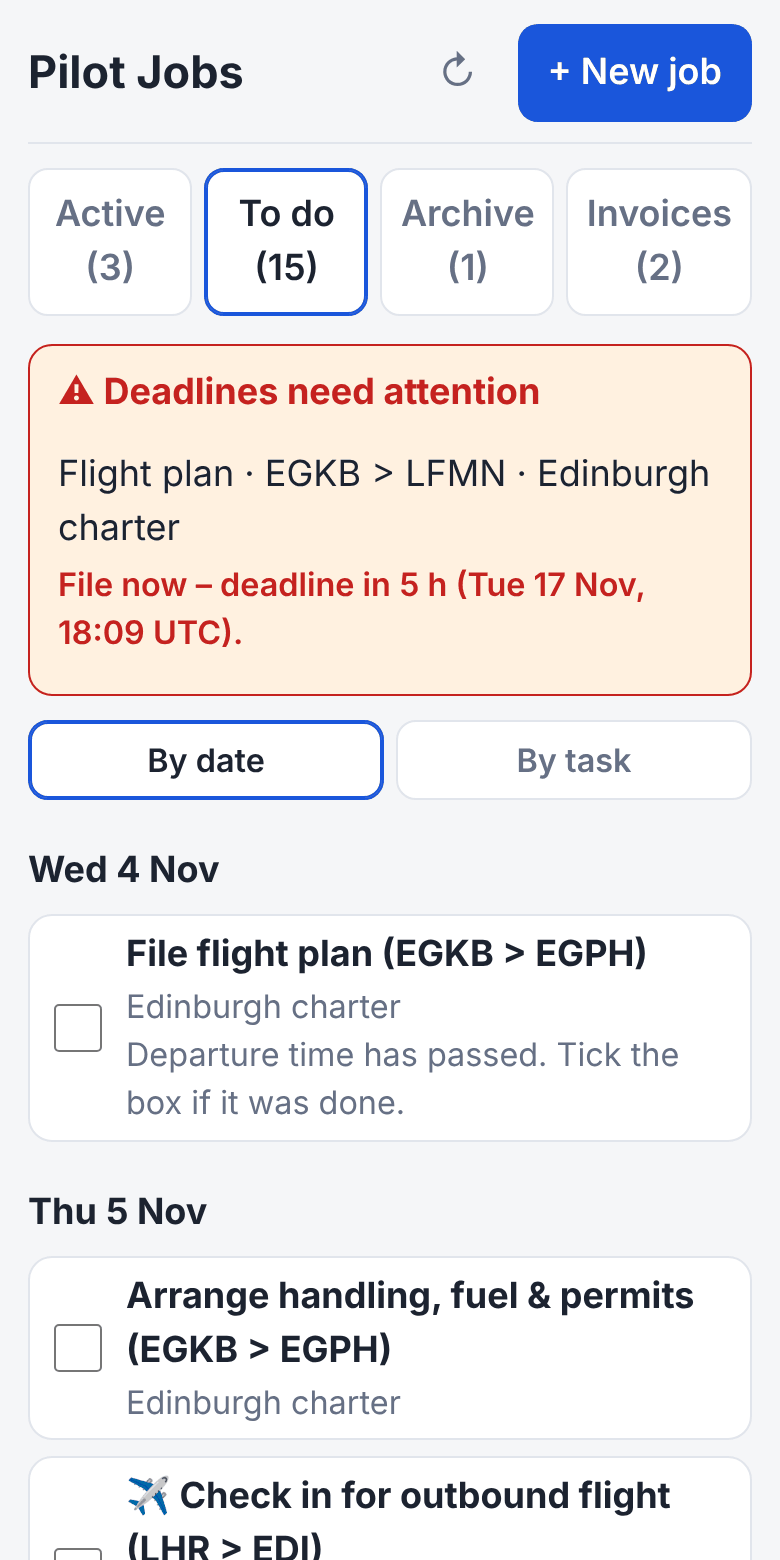 Pilot Jobs
+ New job
Active
(3)
To do
(15)
Archive
(1)
Invoices
(2)
⚠ Deadlines need attention
Flight plan · EGKB > LFMN · Edinburgh
charter
File now – deadline in 5 h (Tue 17 Nov,
18:09 UTC).
By date
By task
Wed 4 Nov
File flight plan (EGKB > EGPH)
Edinburgh charter
Departure time has passed. Tick the
box if it was done.
Thu 5 Nov
Arrange handling, fuel & permits
(EGKB > EGPH)
Edinburgh charter
✈️ Check in for outbound flight
(LHR > EDI)